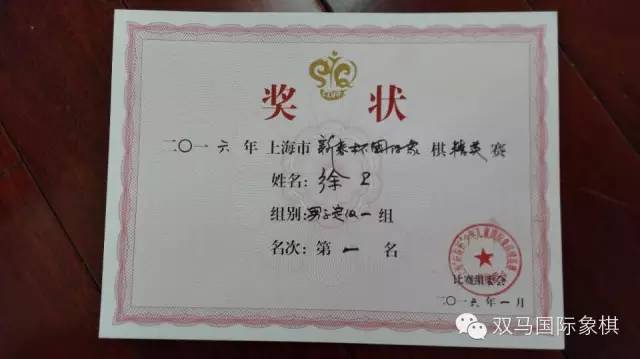 奖状
二〇一六年上海市新春杯国际象棋精英赛
姓名：徐
组别：男子定级一组
名次：第一名
比赛组委会
二〇一六年一月
双马国际象棋